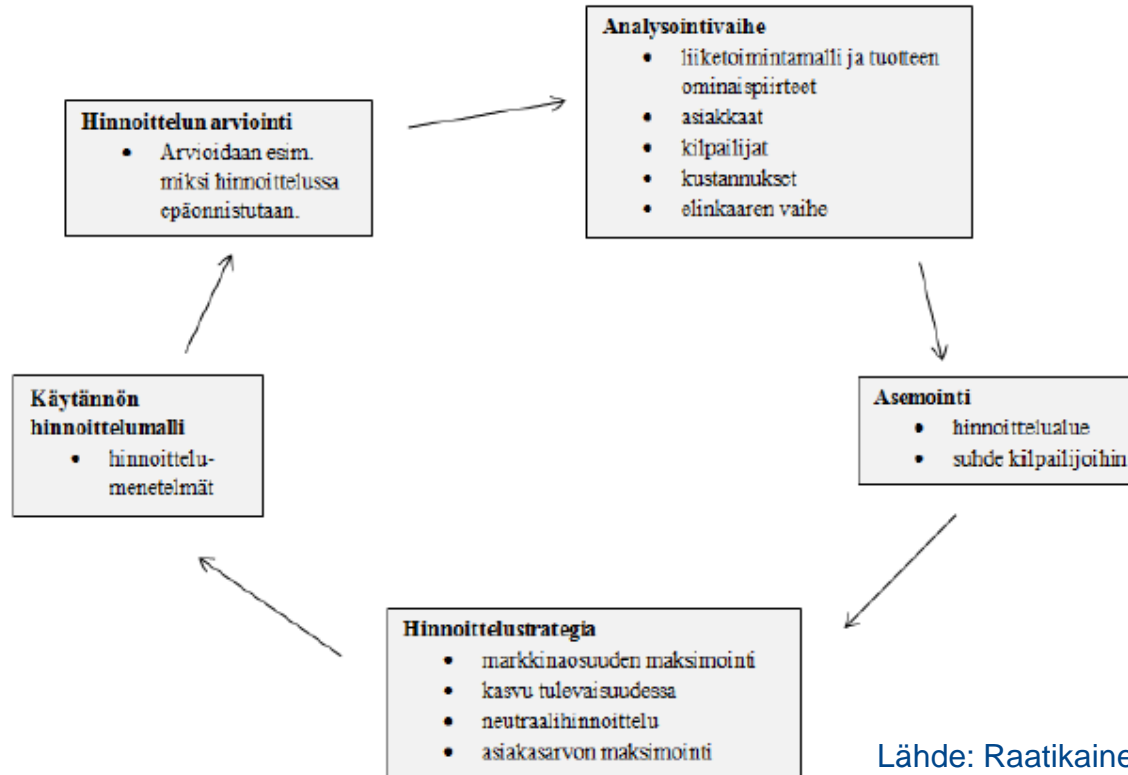 Analysointivaihe
• liiketoimintamalli ja tuotteen
ominaispiirteet
• asiakkaat
• kilpailijat
• kustannukset
• elinkaaren vaihe
Asemointi
• hinnoittelualue
• suhde kilpailijoihin
Hinnoittelustrategia
• markkinaosuuden maksimointi
• kasvu tulevaisuudessa
• neutraalihinnoittelu
• asiakasarvon maksimointi
Käytännön
hinnoittelumalli
• hinnoittelu-
menetelmät
Hinnoittelun arviointi
• Arvioidaan esim.
miksi hinnoittelussa
epäonnistutaan.
Lähde: Raatikaine